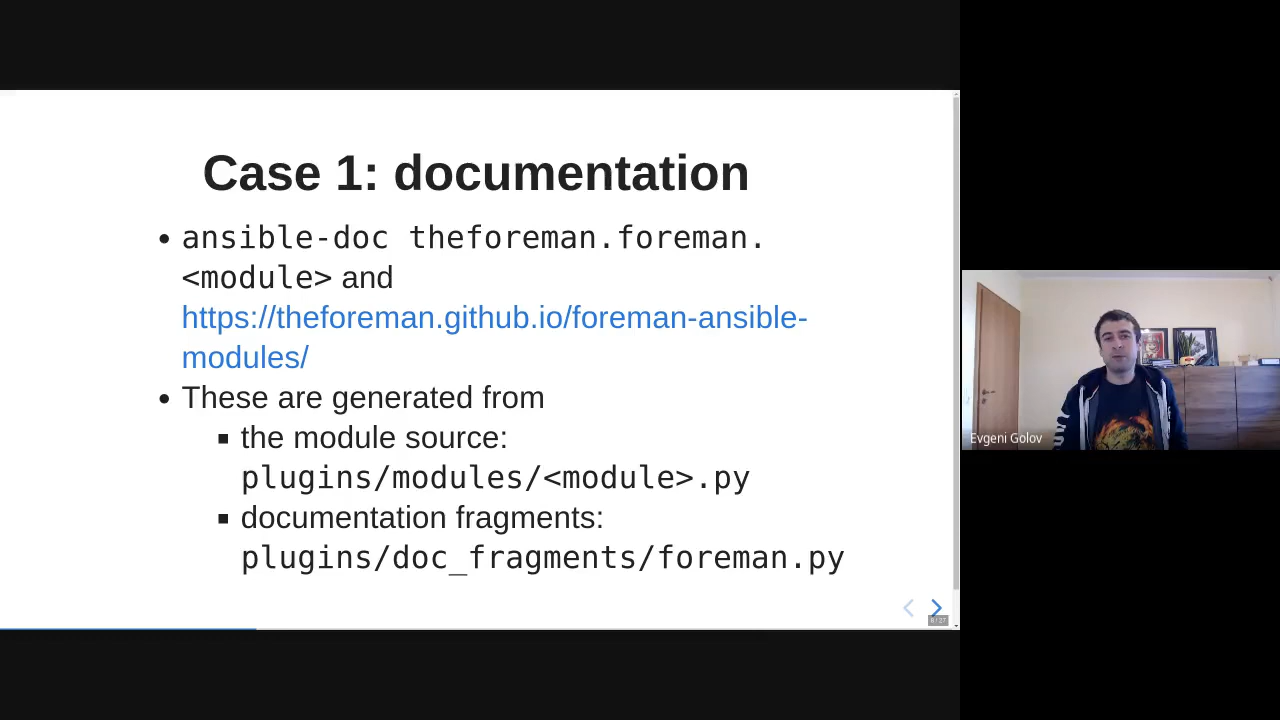 Case 1: documentation
ansible-doc theforeman.foreman.
<module> and
https://theforeman.github.io/foreman-ansible-
modules/
These are generated from
the module source:
plugins/modules/<module>.py
documentation fragments:
plugins/doc_fragments/foreman.py
Evgeni Golov